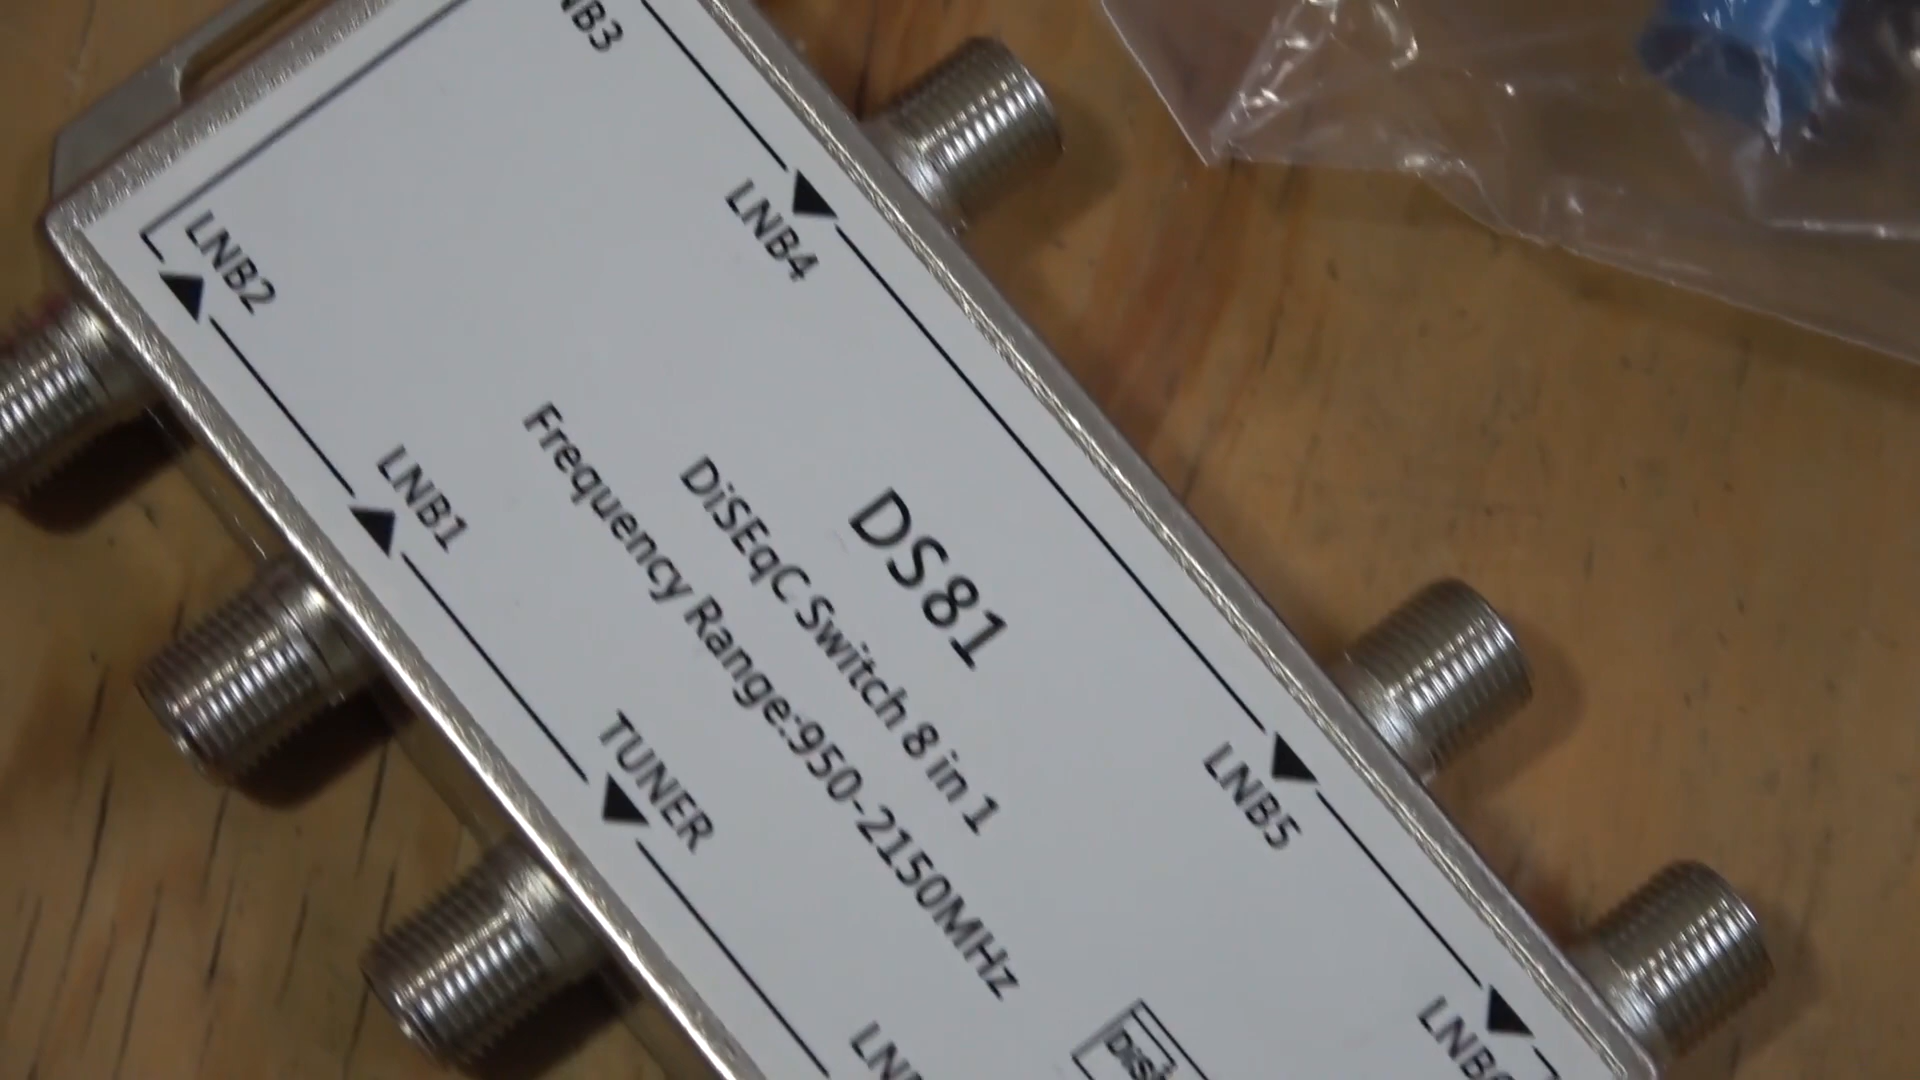 LNB4
LNB2
LNB1
TUNER
DS81
DiSEqC Switch 8 in 1
Frequency Range:950-2150MHz
LNB5